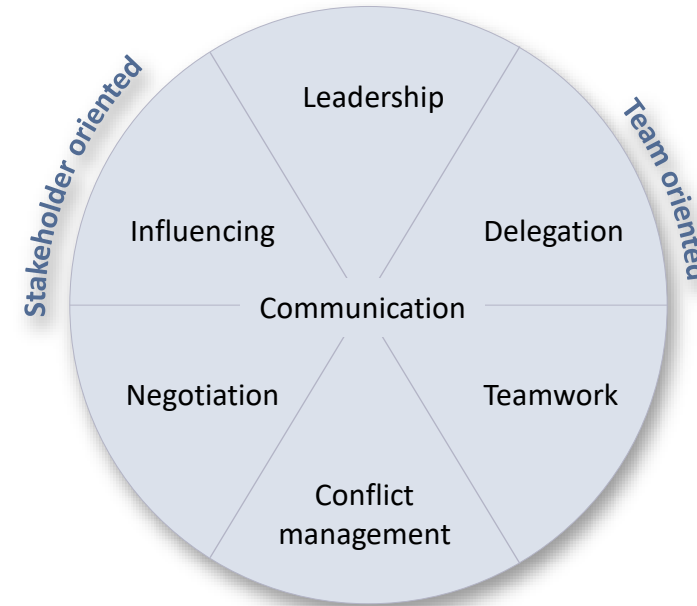 Leadership
Stakeholder oriented
Team oriented
Influencing
Delegation
Communication
Negotiation
Teamwork
Conflict
management